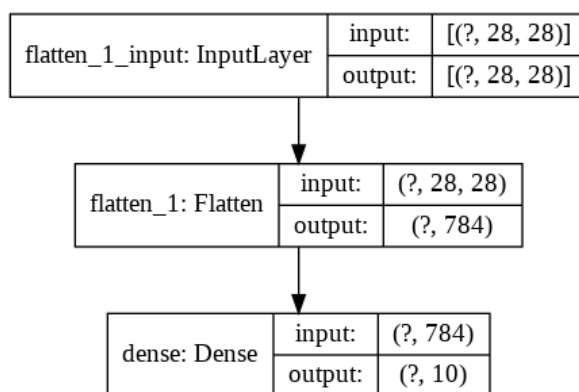 flatten_1_input: InputLayer
input: [(?, 28, 28)]
output: [(?, 28, 28)]
flatten_1: Flatten
input: (?, 28, 28)
output: (?, 784)
dense: Dense
input: (?, 784)
output: (?, 10)